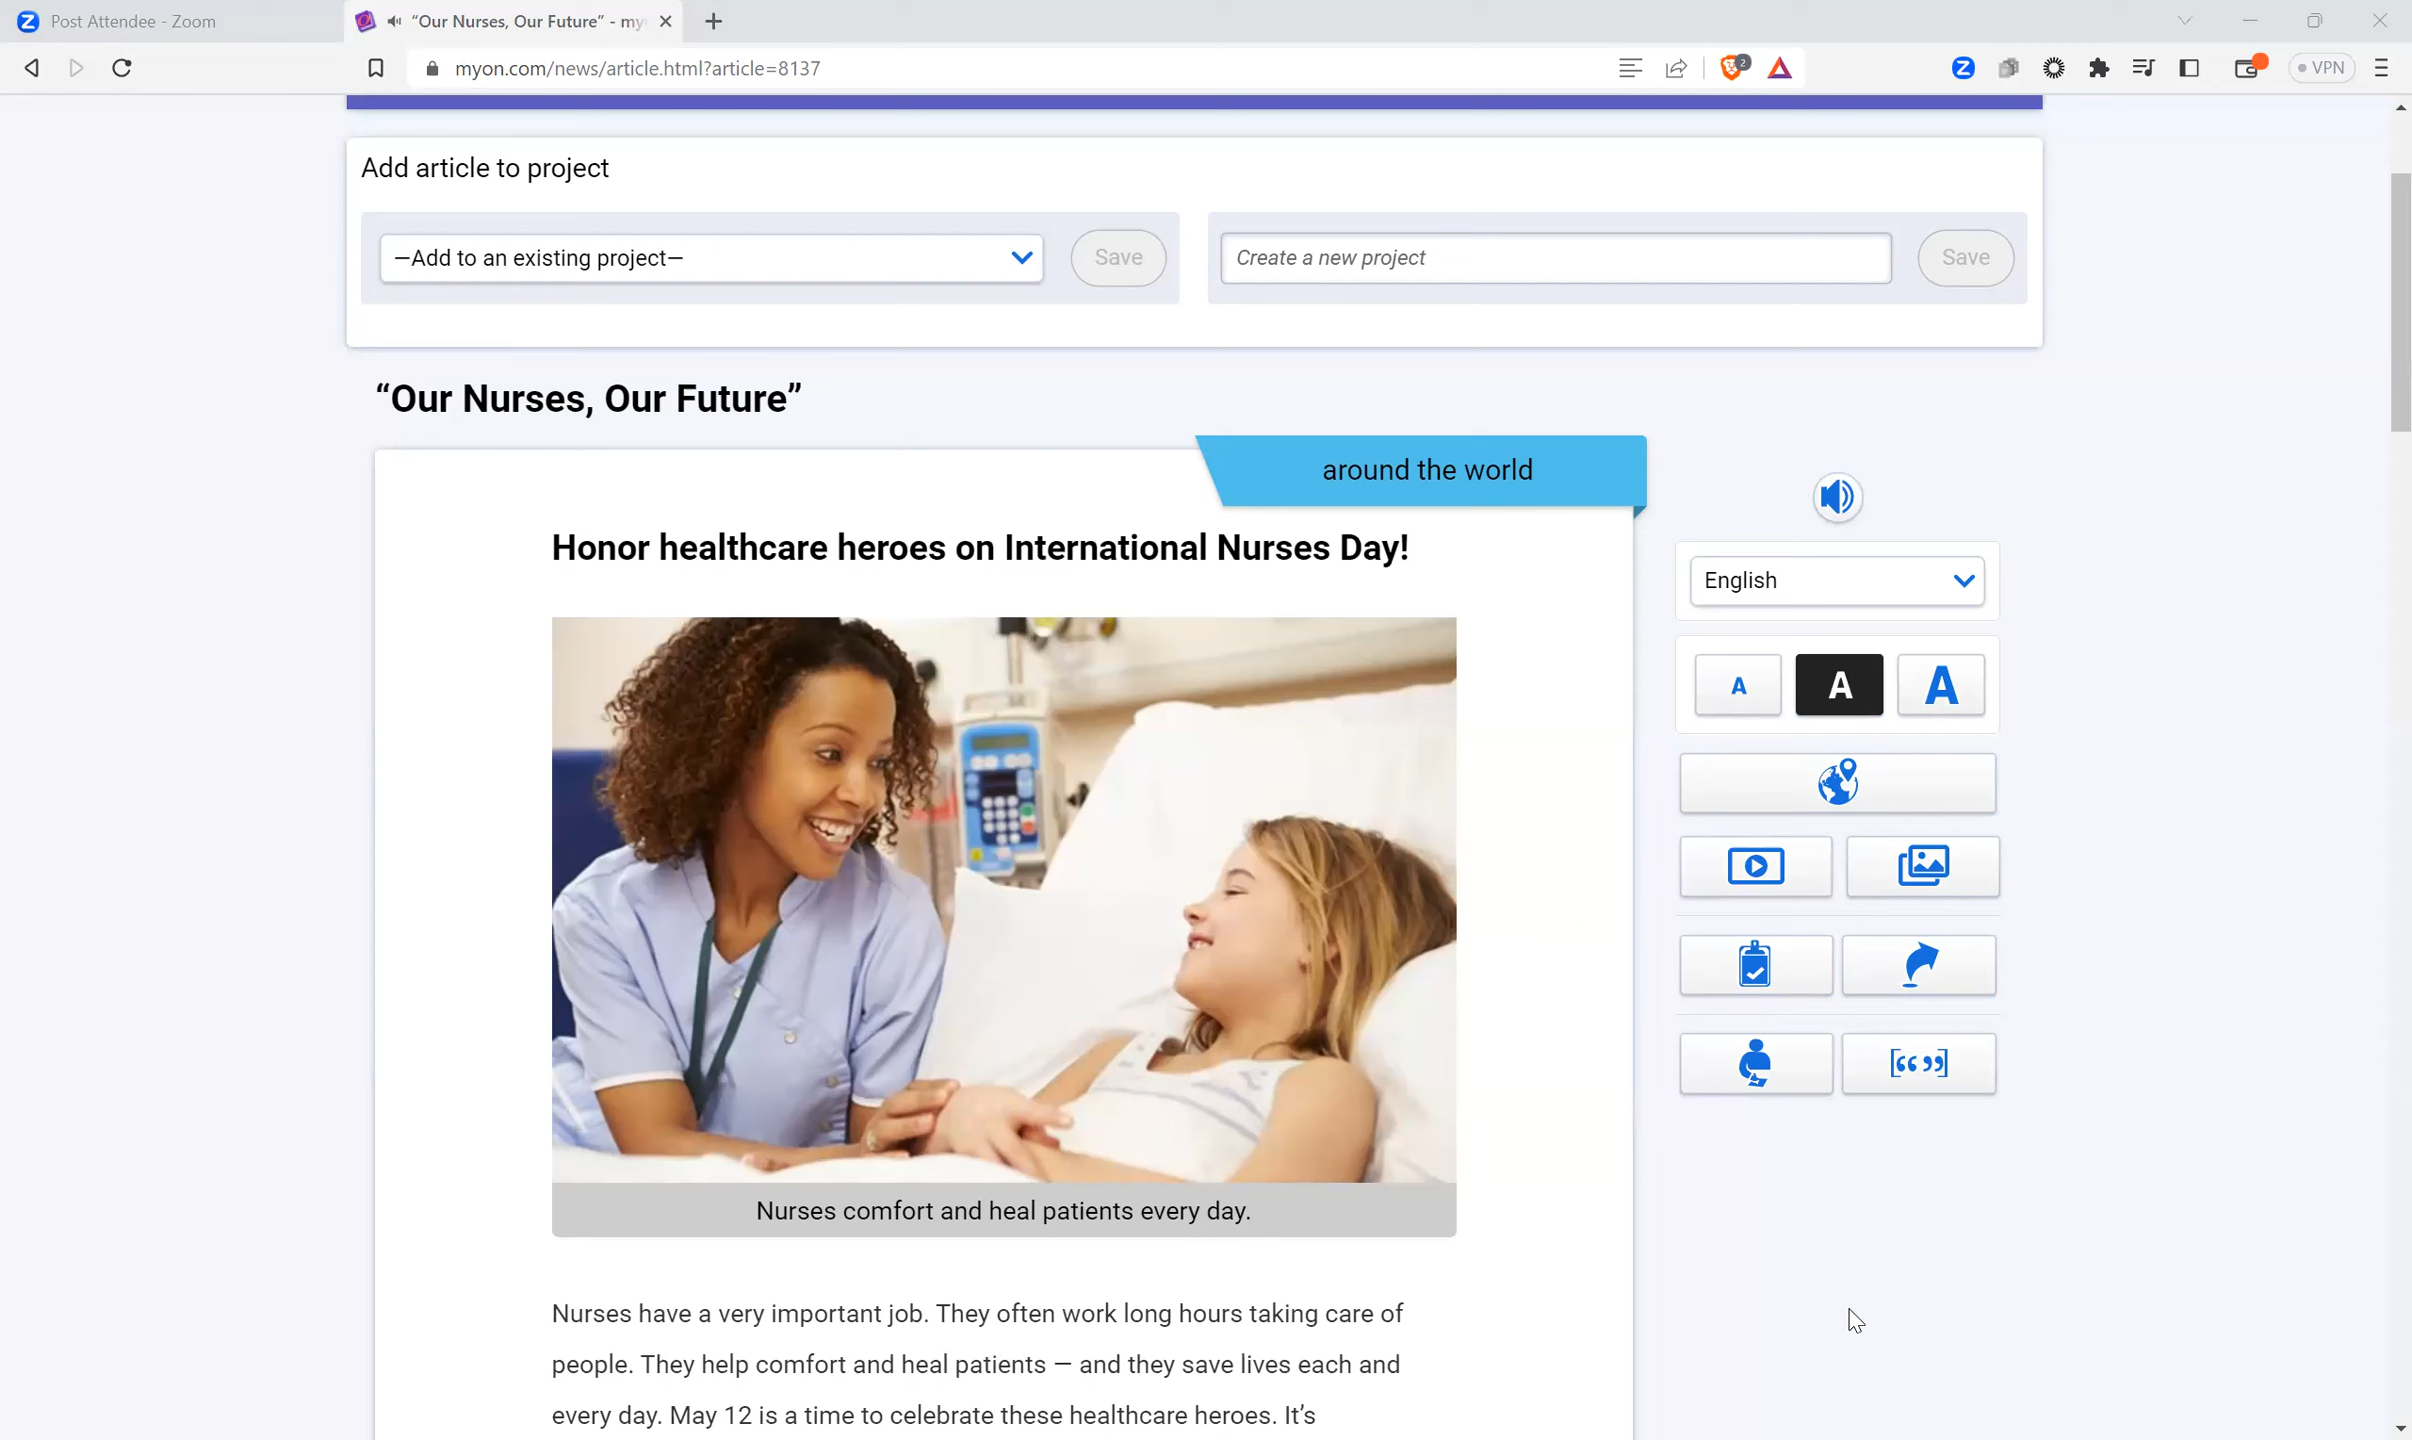 Post Attendee - Zoom
“Our Nurses, Our Future” - my
myon.com/news/article.html?article=8137
2
VPN
Add article to project
—Add to an existing project—
Save
Create a new project
Save
“Our Nurses, Our Future”
around the world
Honor healthcare heroes on International Nurses Day!
English
A A A
Nurses comfort and heal patients every day.
Nurses have a very important job. They often work long hours taking care of
people. They help comfort and heal patients — and they save lives each and
every day. May 12 is a time to celebrate these healthcare heroes. It’s